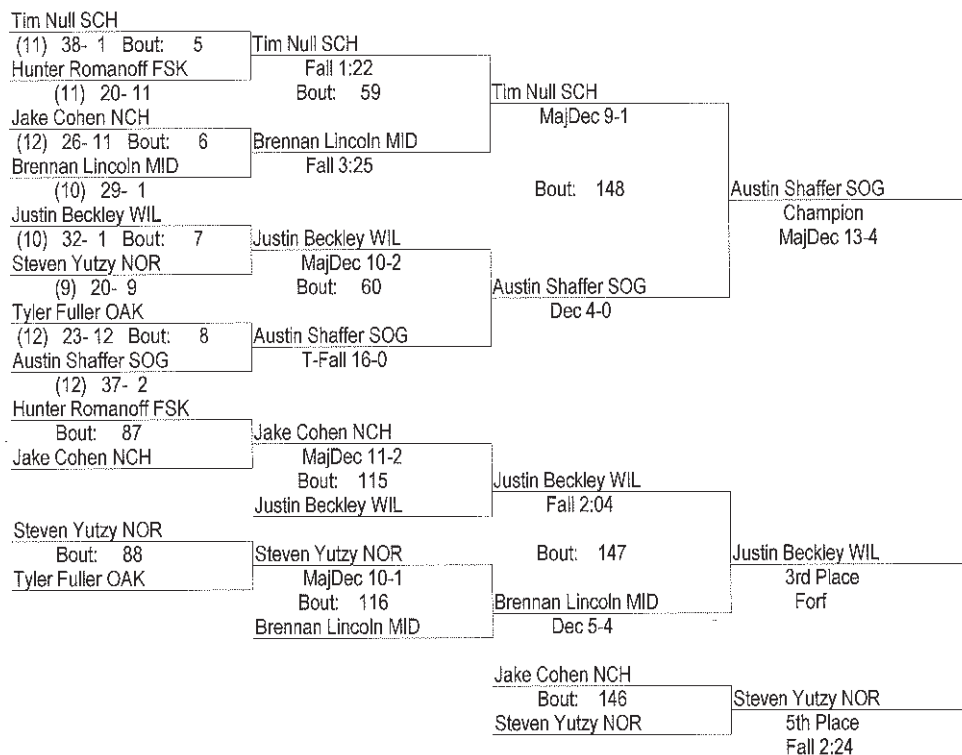 Tim Null SCH
(11) 38- 1 Bout: 5
Hunter Romanoff FSK
(11) 20- 11
Jake Cohen NCH
(12) 26- 11 Bout: 6
Brennan Lincoln MID
(10) 29- 1
Justin Beckley WIL
(10) 32- 1 Bout: 7
Steven Yutzy NOR
(9) 20- 9
Tyler Fuller OAK
(12) 23- 12 Bout: 8
Austin Shaffer SOG
(12) 37- 2
Tim Null SCH
Fall 1:22
Bout: 59
Brennan Lincoln MID
Fall 3:25
Justin Beckley WIL
MajDec 10-2
Bout: 60
Austin Shaffer SOG
T-Fall 16-0
Tim Null SCH
MajDec 9-1
Bout: 148
Austin Shaffer SOG
Dec 4-0
Austin Shaffer SOG
Champion
MajDec 13-4
Hunter Romanoff FSK
Bout: 87
Jake Cohen NCH
Steven Yutzy NOR
Bout: 88
Tyler Fuller OAK
Jake Cohen NCH
MajDec 11-2
Bout: 115
Justin Beckley WIL
Steven Yutzy NOR
MajDec 10-1
Bout: 116
Brennan Lincoln MID
Justin Beckley WIL
Fall 2:04
Bout: 147
Brennan Lincoln MID
Dec 5-4
Justin Beckley WIL
3rd Place
Forf
Jake Cohen NCH
Bout: 146
Steven Yutzy NOR
Steven Yutzy NOR
5th Place
Fall 2:24